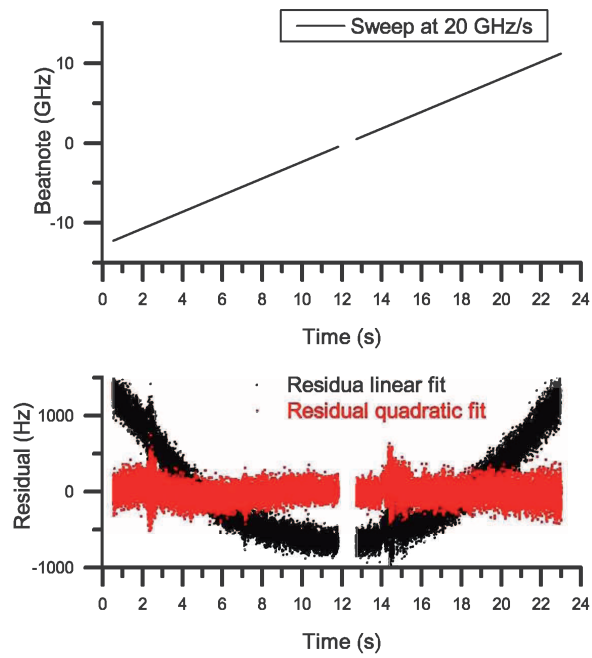 Sweep at 20 GHz/s
Beatnote (GHz)
10
0
-10
0 2 4 6 8 10 12 14 16 18 20 22 24
Time (s)
Residua linear fit
Residual quadratic fit
Residual (Hz)
1000
0
-1000
0 2 4 6 8 10 12 14 16 18 20 22 24
Time (s)